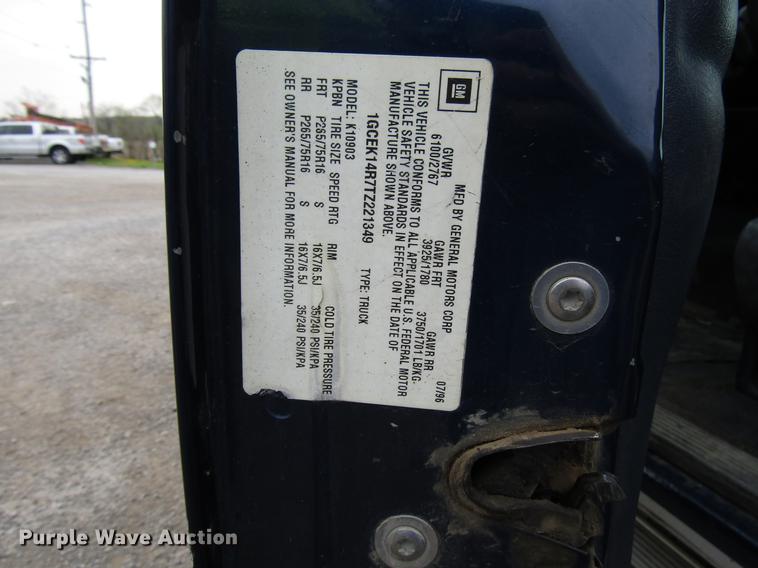 GM
MFD BY GENERAL MOTORS CORP 07/96
GVWR GAWR FRT GAWR RR
6100/2767 3925/1780 3750/1701 LB/KG
THIS VEHICLE CONFORMS TO ALL APPLICABLE U.S. FEDERAL MOTOR
VEHICLE SAFETY STANDARDS IN EFFECT ON THE DATE OF
MANUFACTURE SHOWN ABOVE.
1GCEK14R7TZ221349 TYPE: TRUCK
MODEL: K10903
KPBN TIRE SIZE SPEED RTG RIM COLD TIRE PRESSURE
FRT P265/75R16 S 16X7/6.5J 35/240 PSI/KPA
RR P265/75R16 S 16X7/6.5J 35/240 PSI/KPA
.SEE OWNER'S MANUAL FOR MORE INFORMATION.
Purple Wave Auction